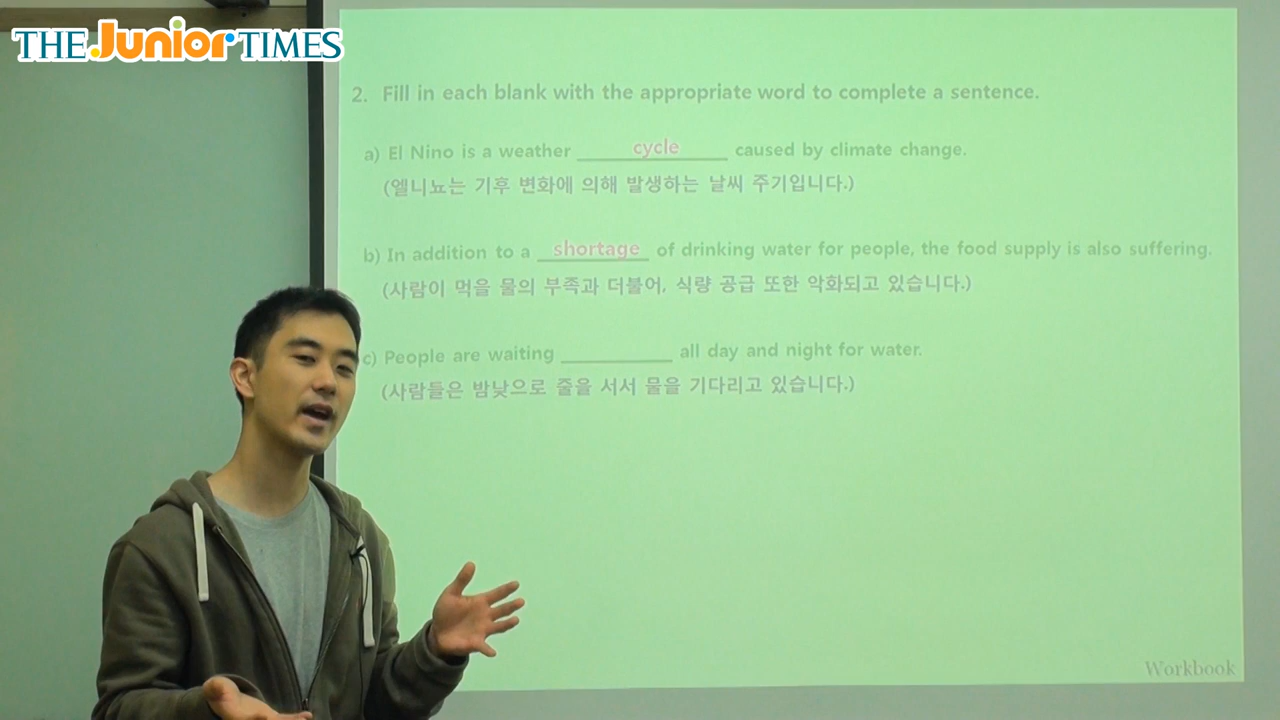 THE Junior TIMES
2. Fill in each blank with the appropriate word to complete a sentence.
a) El Nino is a weather ____________ cycle caused by climate change.
(엘니뇨는 기후 변화에 의해 발생하는 날씨 주기입니다.)
b) In addition to a shortage of drinking water for people, the food supply is also suffering.
(사람이 먹을 물의 부족과 더불어, 식량 공급 또한 악화되고 있습니다.)
c) People are waiting __________ all day and night for water.
(사람들은 밤낮으로 줄을 서서 물을 기다리고 있습니다.)
Workbook